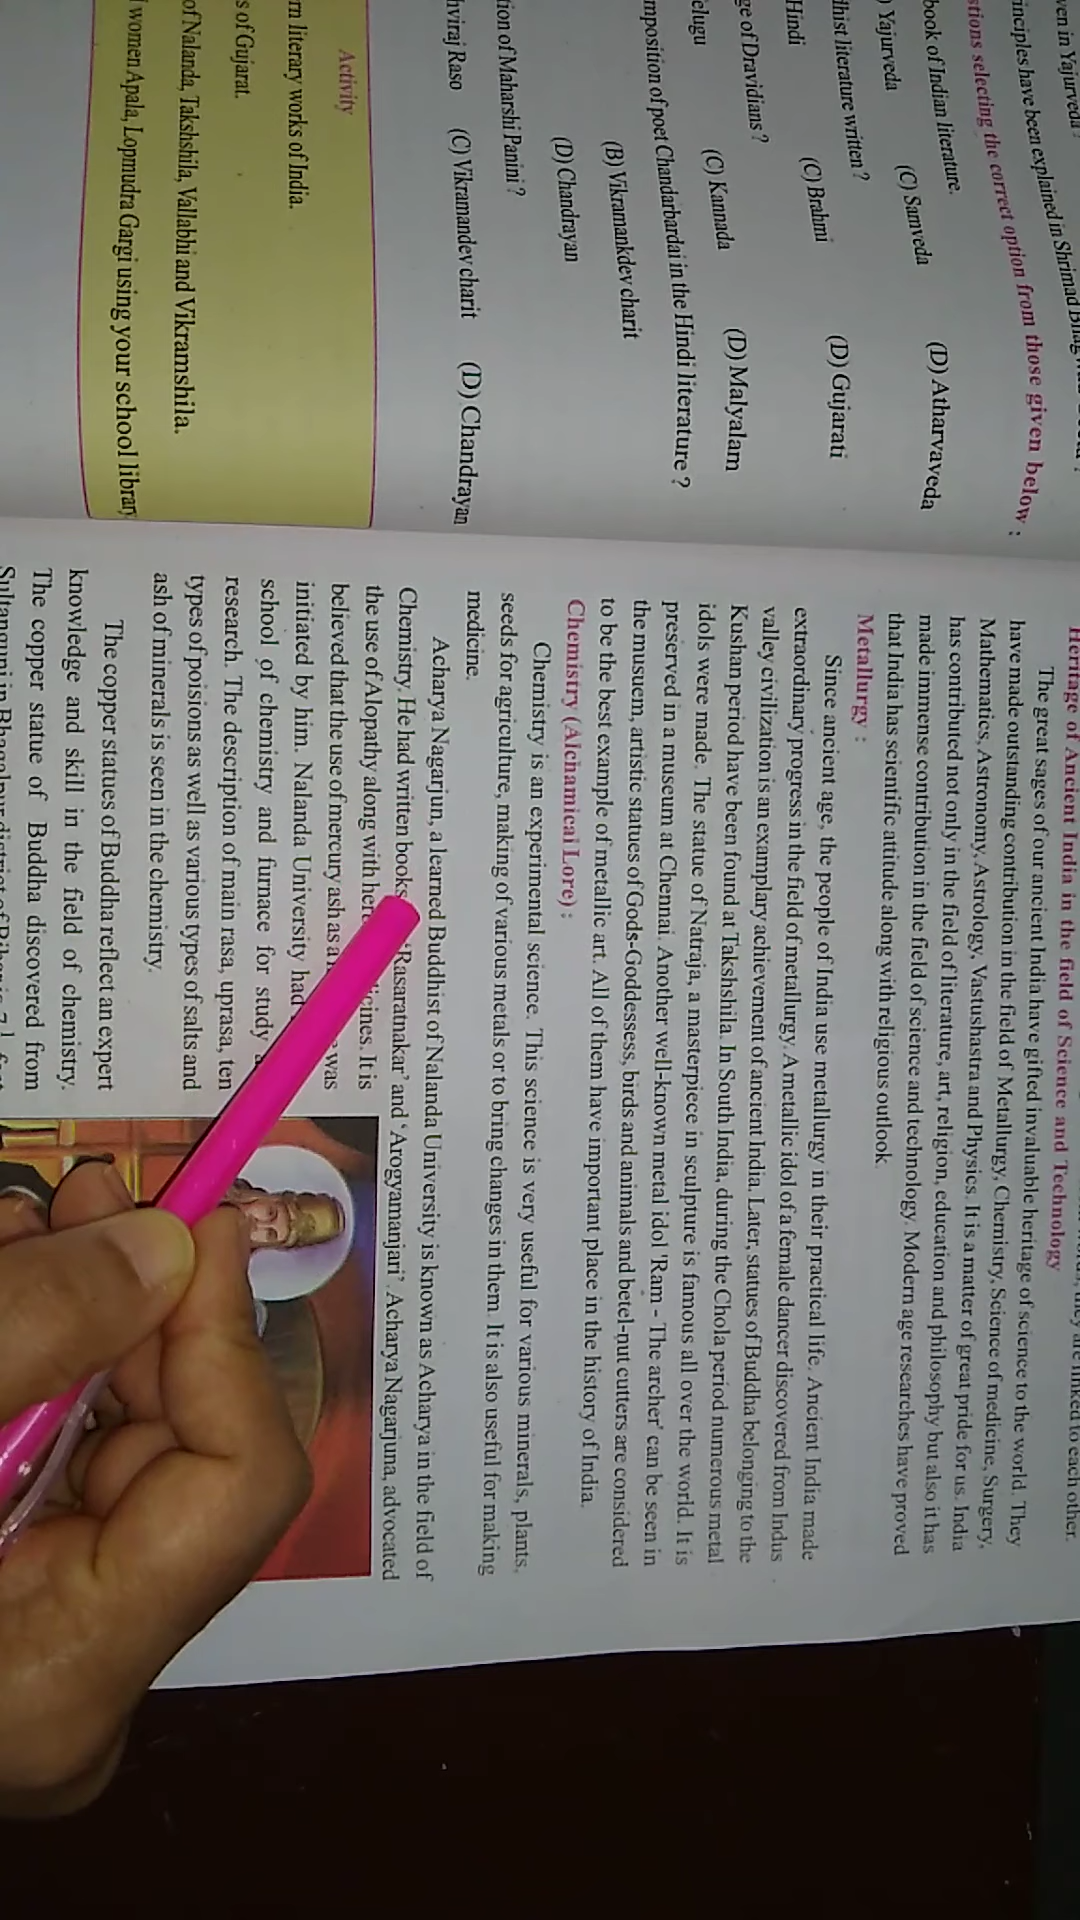 ven in Yajurveda
inciples have been explained in Shrimad
stions selecting the correct option from those given below :
book of Indian literature.
) Yajurveda (C) Samveda (D) Atharvaveda
dhist literature written ?
Hindi (C) Brahmi (D) Gujarati
ge of Dravidians ?
elugu (C) Kannada (D) Malyalam
mposition of poet Chandarbardai in the Hindi literature ?
(B) Vikramankdev charit
(D) Chandrayan
tion of Maharshi Panini ?
hviraj Raso (C) Vikramandev charit (D) Chandrayan
Activity
rn literary works of India.
s of Gujarat.
of Nalanda, Takshshila, Vallabhi and Vikramshila.
women Apala, Lopmudra Gargi using your school library
linked to each other.
Heritage of Ancient India in the field of Science and Technology
The great sages of our ancient India have gifted invaluable heritage of science to the world. They
have made outstanding contribution in the field of Metallurgy, Chemistry, Science of medicine, Surgery,
Mathematics, Astronomy, Astrology, Vastushastra and Physics. It is a matter of great pride for us. India
has contributed not only in the field of literature, art, religion, education and philosophy but also it has
made immense contribution in the field of science and technology. Modern age researches have proved
that India has scientific attitude along with religious outlook.
Metallurgy :
Since ancient age, the people of India use metallurgy in their practical life. Ancient India made
extraordinary progress in the field of metallurgy. A metallic idol of a female dancer discovered from Indus
valley civilization is an examplary achievement of ancient India. Later, statues of Buddha belonging to the
Kushan period have been found at Takshshila. In South India, during the Chola period numerous metal
idols were made. The statue of Natraja, a masterpiece in sculpture is famous all over the world. It is
preserved in a museum at Chennai. Another well-known metal idol 'Ram - The archer' can be seen in
the musuem, artistic statues of Gods-Goddessess, birds and animals and betel-nut cutters are considered
to be the best example of metallic art. All of them have important place in the history of India.
Chemistry (Alchamical Lore) :
Chemistry is an experimental science. This science is very useful for various minerals, plants,
seeds for agriculture, making of various metals or to bring changes in them. It is also useful for making
medicine.
Acharya Nagarjun, a learned Buddhist of Nalanda University is known as Acharya in the field of
Chemistry. He had written books 'Rasaratnakar' and 'Arogyamanjari'. Acharya Nagarjuna, advocated
the use of Alopathy along with It is
believed that the use of mercury ash as was
initiated by him. Nalanda University had
school of chemistry and furnace for study
research. The description of main rasa, uprasa, ten
types of poisions as well as various types of salts and
ash of minerals is seen in the chemistry.
The copper statues of Buddha reflect an expert
knowledge and skill in the field of chemistry.
The copper statue of Buddha discovered from